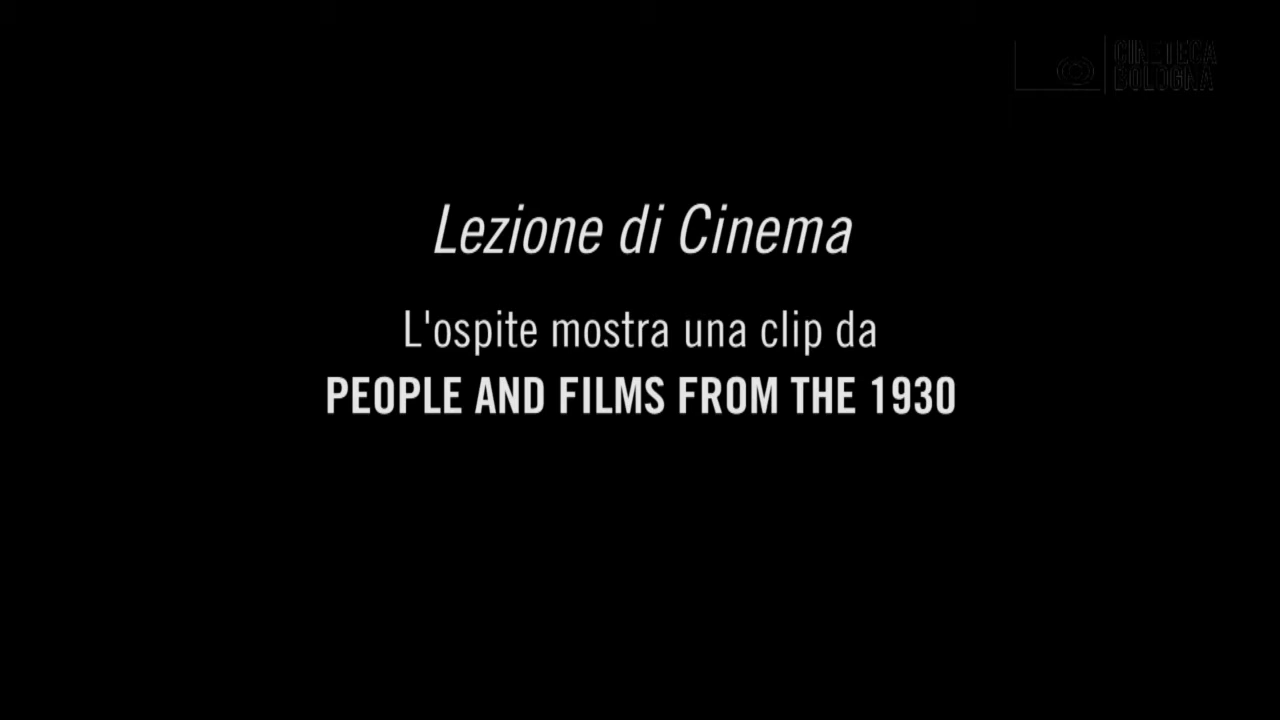 CINETECA
BOLOGNA
Lezione di Cinema
L'ospite mostra una clip da
PEOPLE AND FILMS FROM THE 1930